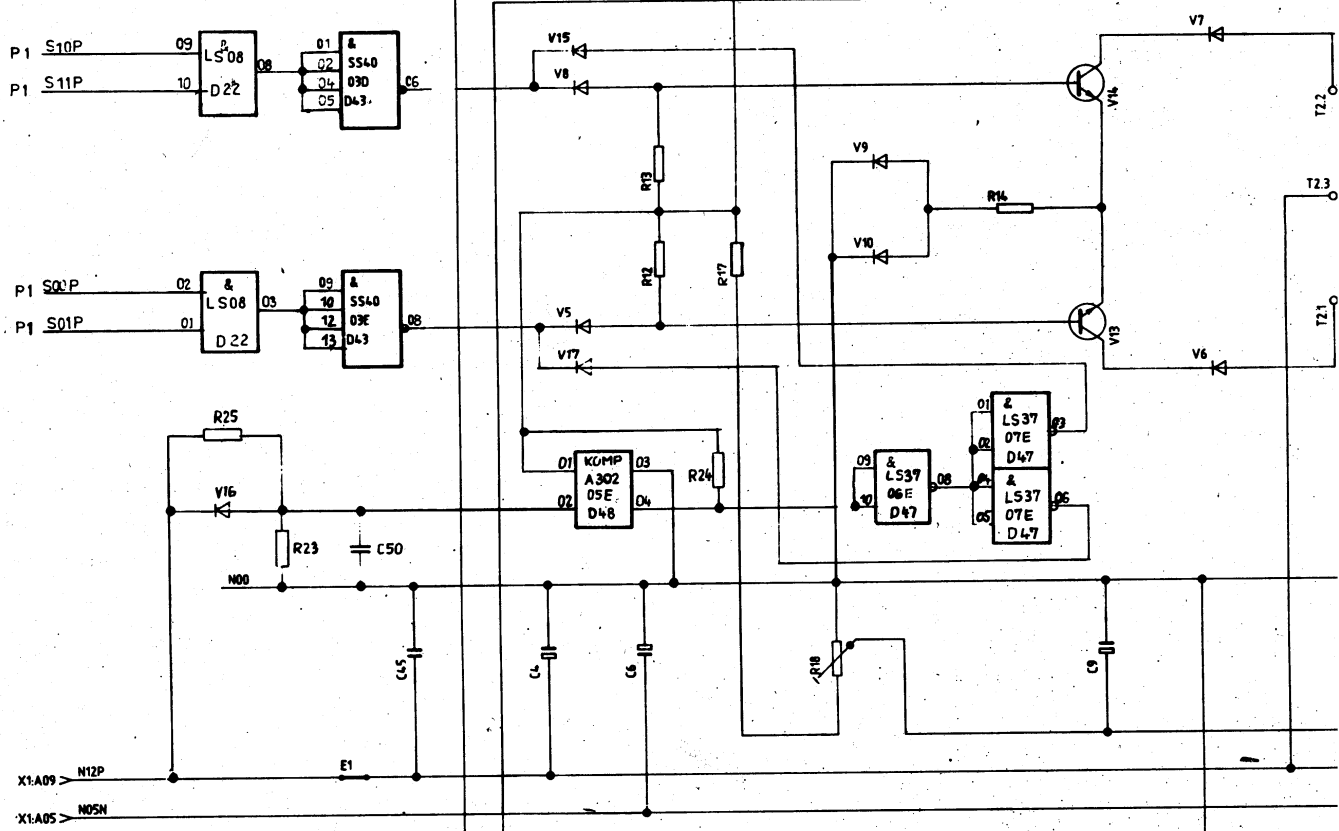 P1 S10P 09
P1 S11P 10
LS08
D22
08
01 &
02 SS40
04 03D
05 D43
06
V15
V8
V7
V14
T2.2
R13
V9
R14
T2.3
R12
R17
V10
P1 S00P 02
P1 S01P 01
&
LS08
D22
03
09 &
10 SS40
12 03E
13 D43
08
V5
V17
V13
V6
T2.1
R25
V16
R23
C50
01 KOMP 03
A302
02 05E 04
D48
R24
09 &
LS37
10 06E
D47
08
01 &
LS37
02 07E
D47
03
04 &
LS37
05 07E
D47
06
N00
C45
C4
C6
R18
C9
X1:A09 N12P
E1
X1:A05 N05N